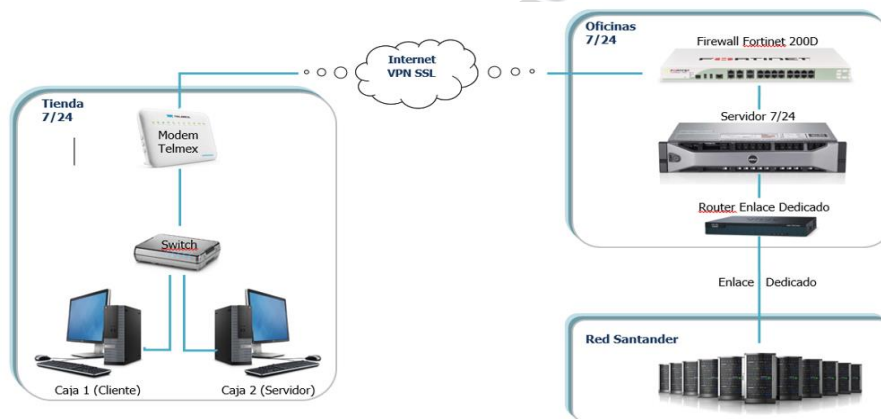 Oficinas
7/24
Firewall Fortinet 200D
FORTINET
Internet
VPN SSL
Tienda
7/24
Modem
Telmex
Servidor 7/24
Router Enlace Dedicado
Switch
Enlace Dedicado
Red Santander
Caja 1 (Cliente)
Caja 2 (Servidor)